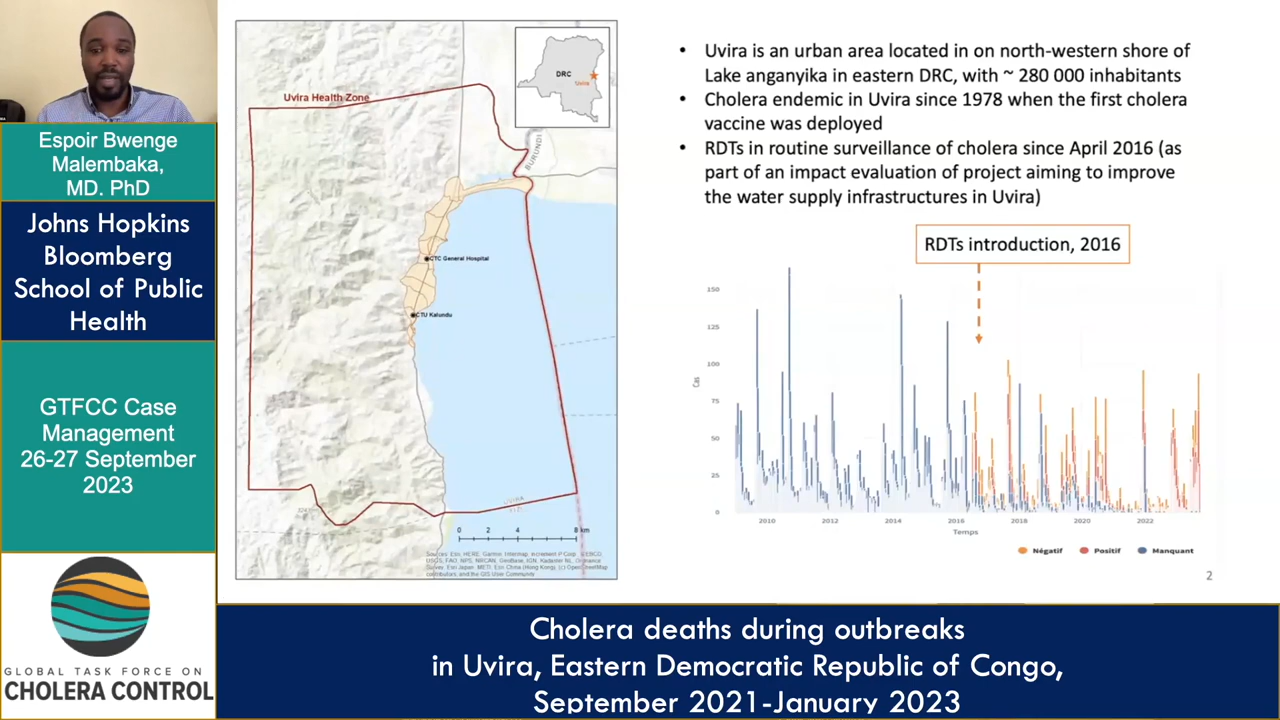 Espoir Bwenge
Malembaka,
MD. PhD
Johns Hopkins
Bloomberg
School of Public
Health
GTFCC Case
Management
26-27 September
2023
GLOBAL TASK FORCE ON
CHOLERA CONTROL
Uvira Health Zone
DRC
Uvira
BURUNDI
CTC General Hospital
CTU Kalundu
UVIRA
0 2 4 8 km
• Uvira is an urban area located in on north-western shore of
Lake anganyika in eastern DRC, with ~ 280 000 inhabitants
• Cholera endemic in Uvira since 1978 when the first cholera
vaccine was deployed
• RDTs in routine surveillance of cholera since April 2016 (as
part of an impact evaluation of project aiming to improve
the water supply infrastructures in Uvira)
RDTs introduction, 2016
150
125
100
75
50
25
0
Cas
2010 2012 2014 2016 2018 2020 2022
Temps
Négatif Positif Manquant
2
Cholera deaths during outbreaks
in Uvira, Eastern Democratic Republic of Congo,
September 2021-January 2023